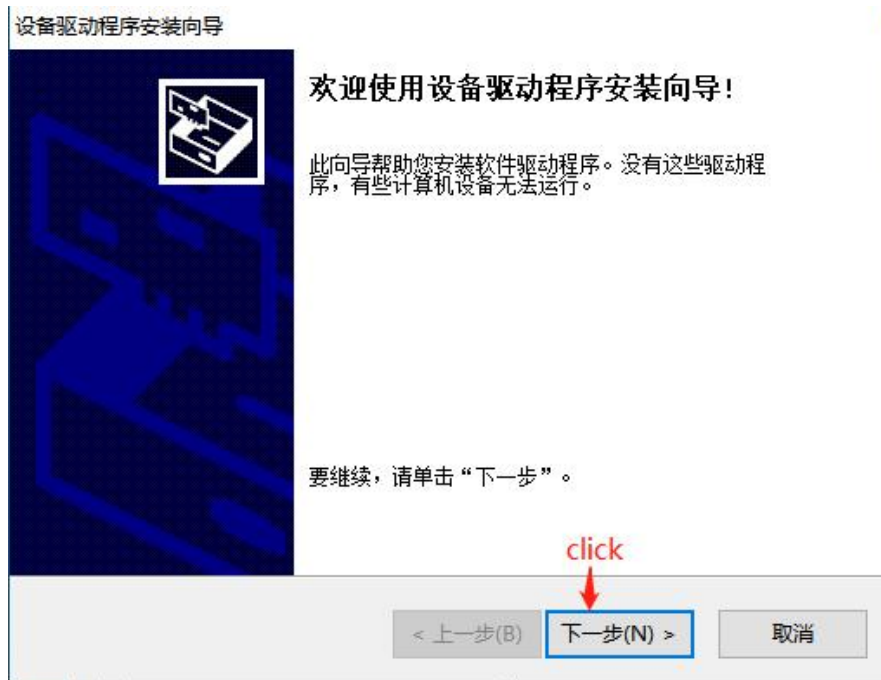 设备驱动程序安装向导
欢迎使用设备驱动程序安装向导!
此向导帮助您安装软件驱动程序。没有这些驱动程
序，有些计算机设备无法运行。
要继续，请单击“下一步”。
click
< 上一步(B)
下一步(N) >
取消